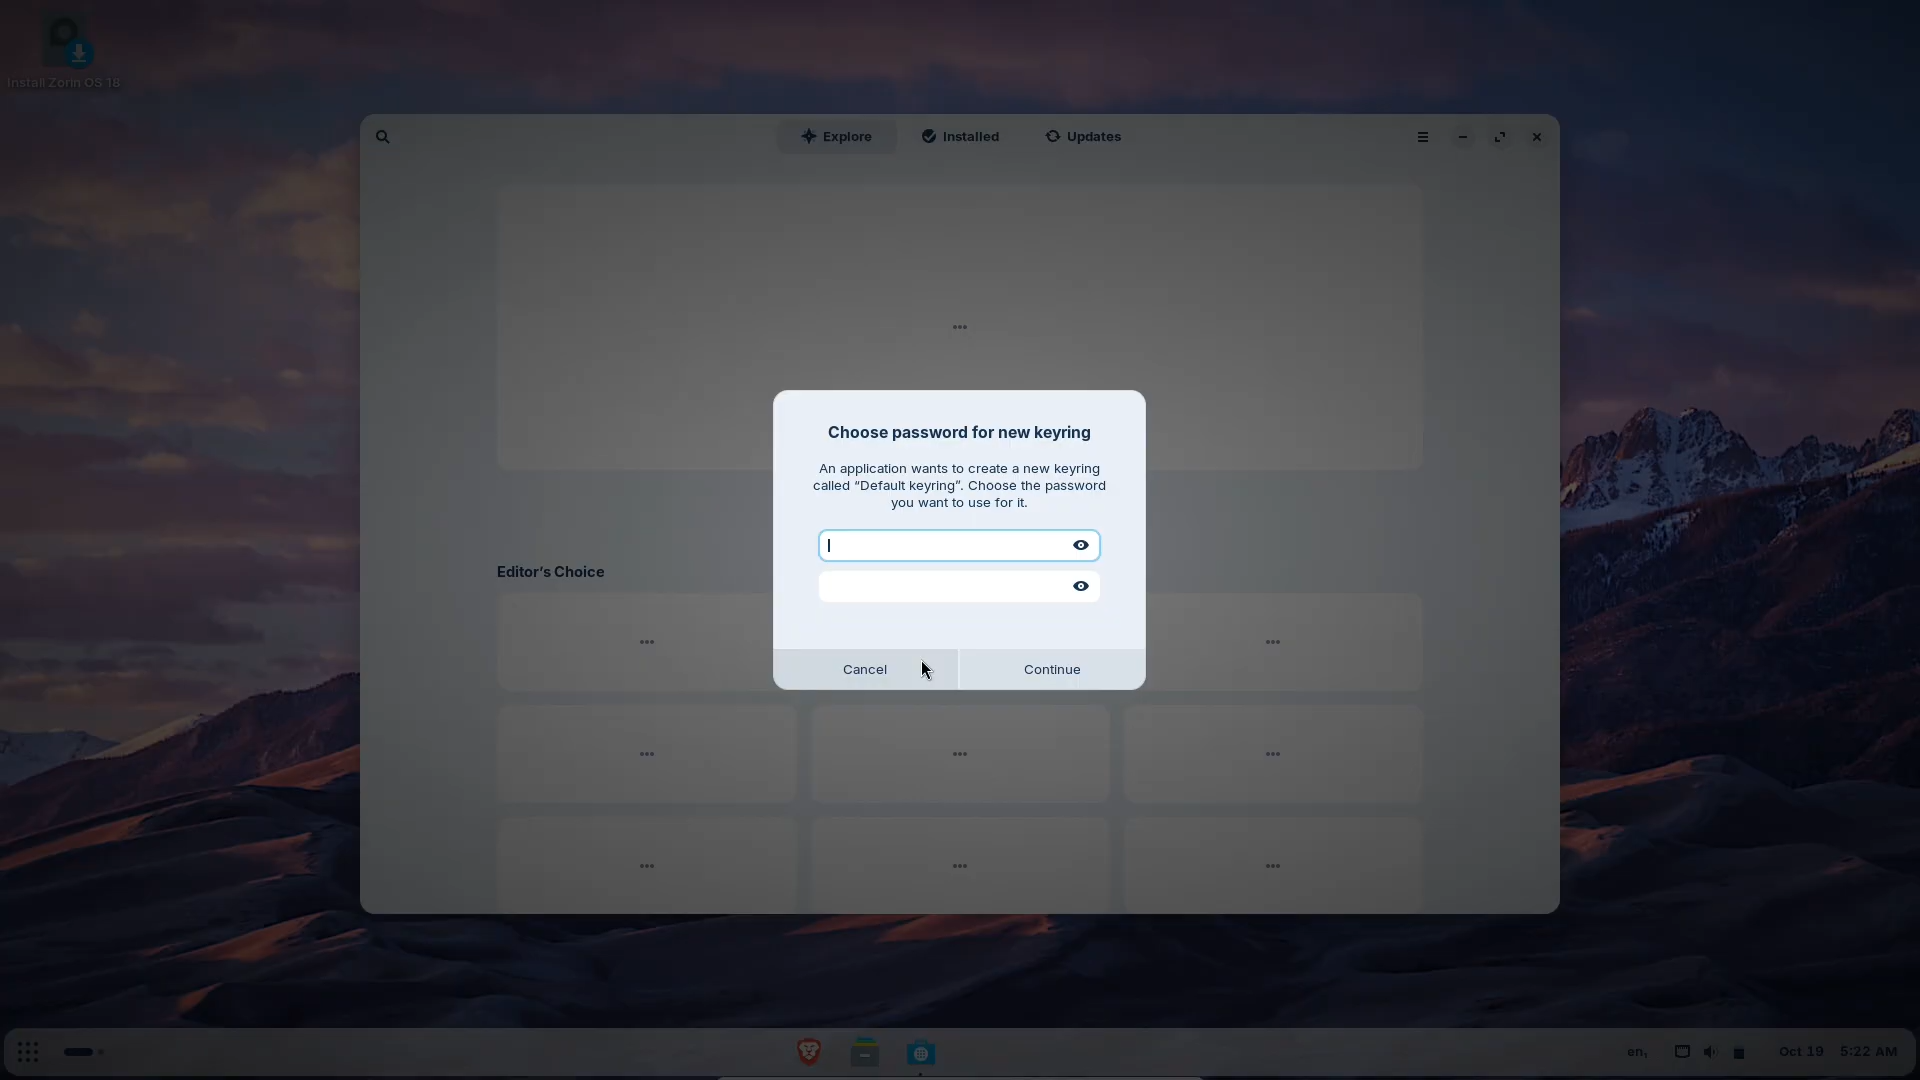 Install Zorin OS 18
Explore
Installed
Updates
Choose password for new keyring
An application wants to create a new keyring
called “Default keyring”. Choose the password
you want to use for it.
Editor’s Choice
Cancel
Continue
en₁
Oct 19 5:22 AM